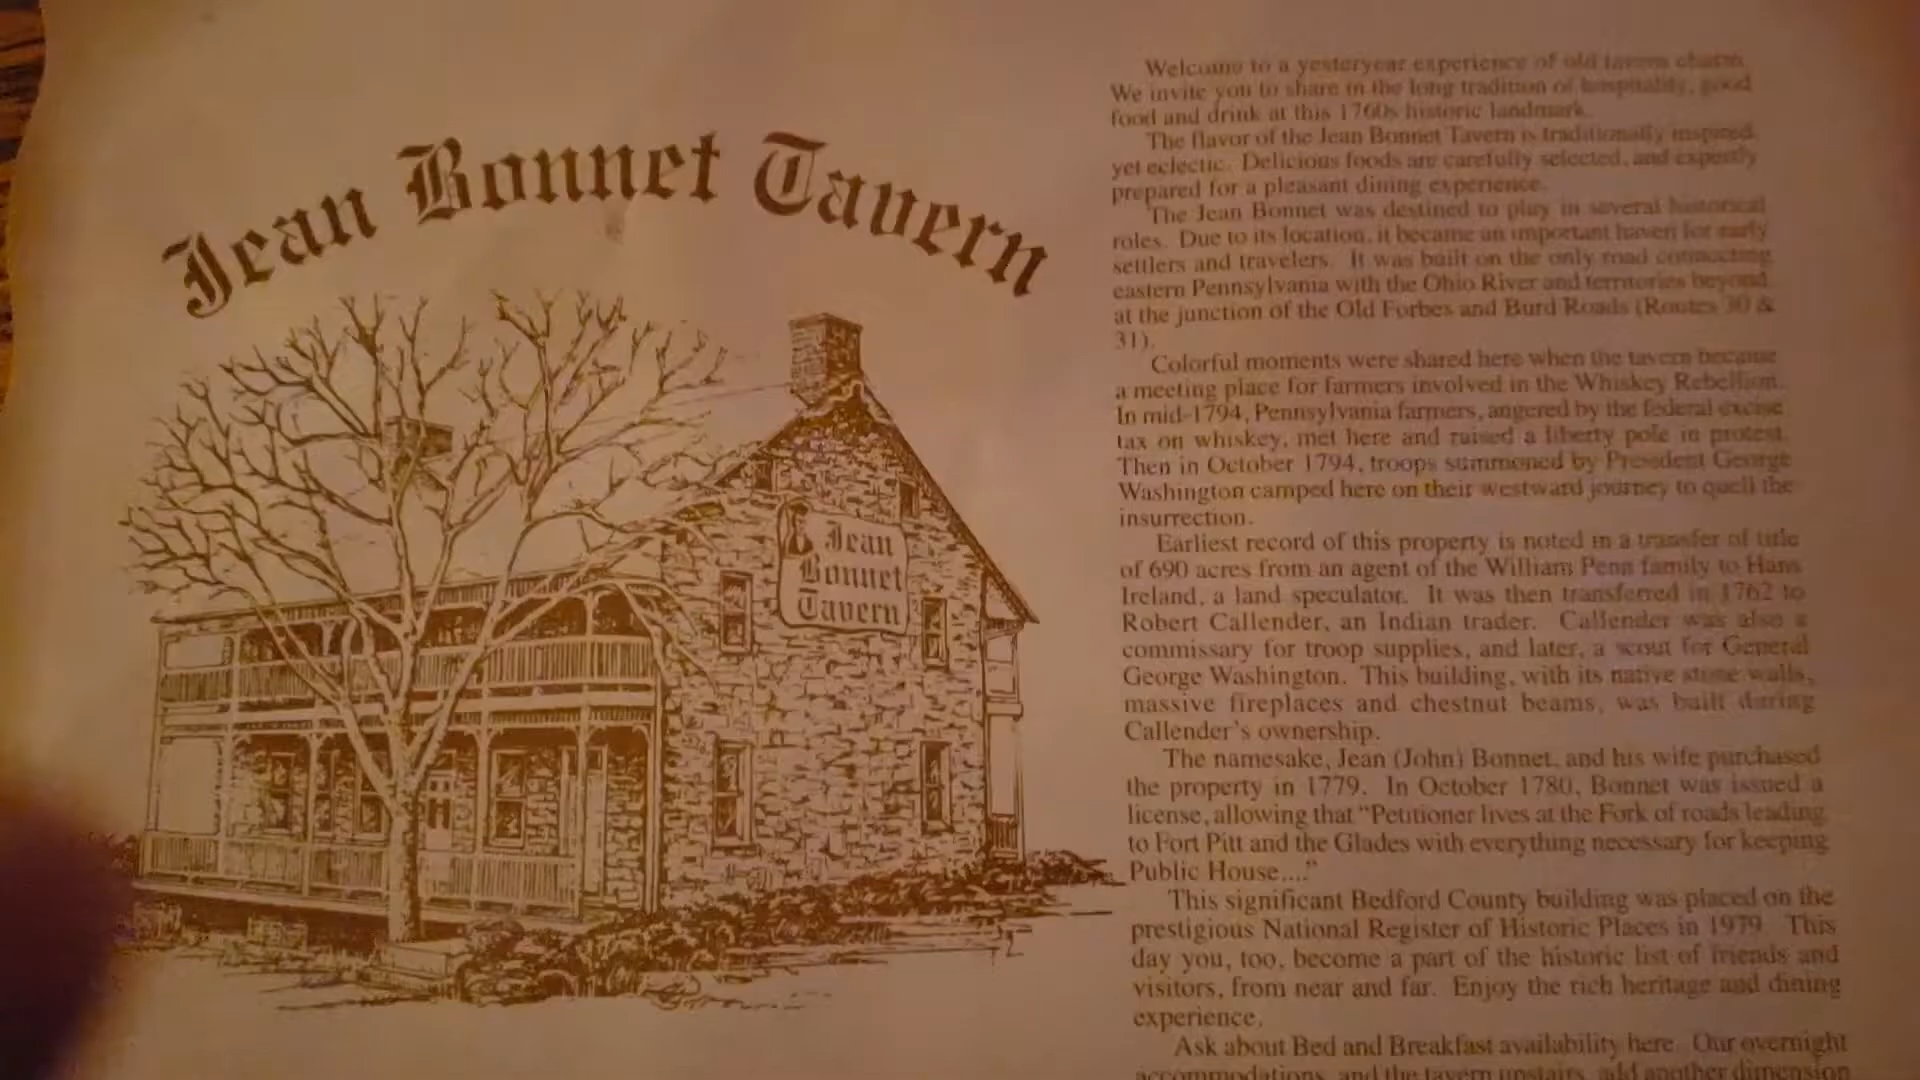 Jean Bonnet Tavern
Jean
Bonnet
Tavern
Welcome to a yesteryear experience of old tavern charm.
We invite you to share in the long tradition of hospitality, good
food and drink at this 1760s historic landmark.
The flavor of the Jean Bonnet Tavern is traditionally inspired,
yet eclectic. Delicious foods are carefully selected, and expertly
prepared for a pleasant dining experience.
The Jean Bonnet was destined to play in several historical
roles. Due to its location, it became an important haven for early
settlers and travelers. It was built on the only road connecting
eastern Pennsylvania with the Ohio River and territories beyond
at the junction of the Old Forbes and Burd Roads (Routes 30 &
31).
Colorful moments were shared here when the tavern became
a meeting place for farmers involved in the Whiskey Rebellion.
In mid-1794, Pennsylvania farmers, angered by the federal excise
tax on whiskey, met here and raised a liberty pole in protest.
Then in October 1794, troops summoned by President George
Washington camped here on their westward journey to quell the
insurrection.
Earliest record of this property is noted in a transfer of title
of 690 acres from an agent of the William Penn family to Hans
Ireland, a land speculator. It was then transferred in 1762 to
Robert Callender, an Indian trader. Callender was also a
commissary for troop supplies, and later, a scout for General
George Washington. This building, with its native stone walls,
massive fireplaces and chestnut beams, was built during
Callender's ownership.
The namesake, Jean (John) Bonnet, and his wife purchased
the property in 1779. In October 1780, Bonnet was issued a
license, allowing that "Petitioner lives at the Fork of roads leading
to Fort Pitt and the Glades with everything necessary for keeping
Public House...."
This significant Bedford County building was placed on the
prestigious National Register of Historic Places in 1979. This
day you, too, become a part of the historic list of friends and
visitors, from near and far. Enjoy the rich heritage and dining
experience.
Ask about Bed and Breakfast availability here. Our overnight
accommodations, and the tavern upstairs, add another dimension